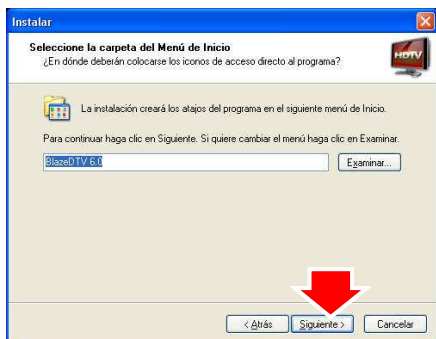 Instalar
Seleccione la carpeta del Menú de Inicio
¿En dónde deberán colocarse los iconos de acceso directo al programa?
HDTV
La instalación creará los atajos del programa en el siguiente menú de Inicio.
Para continuar haga clic en Siguiente. Si quiere cambiar el menú haga clic en Examinar.
BlazeDTV 6.0
Examinar...
< Atrás
Siguiente >
Cancelar